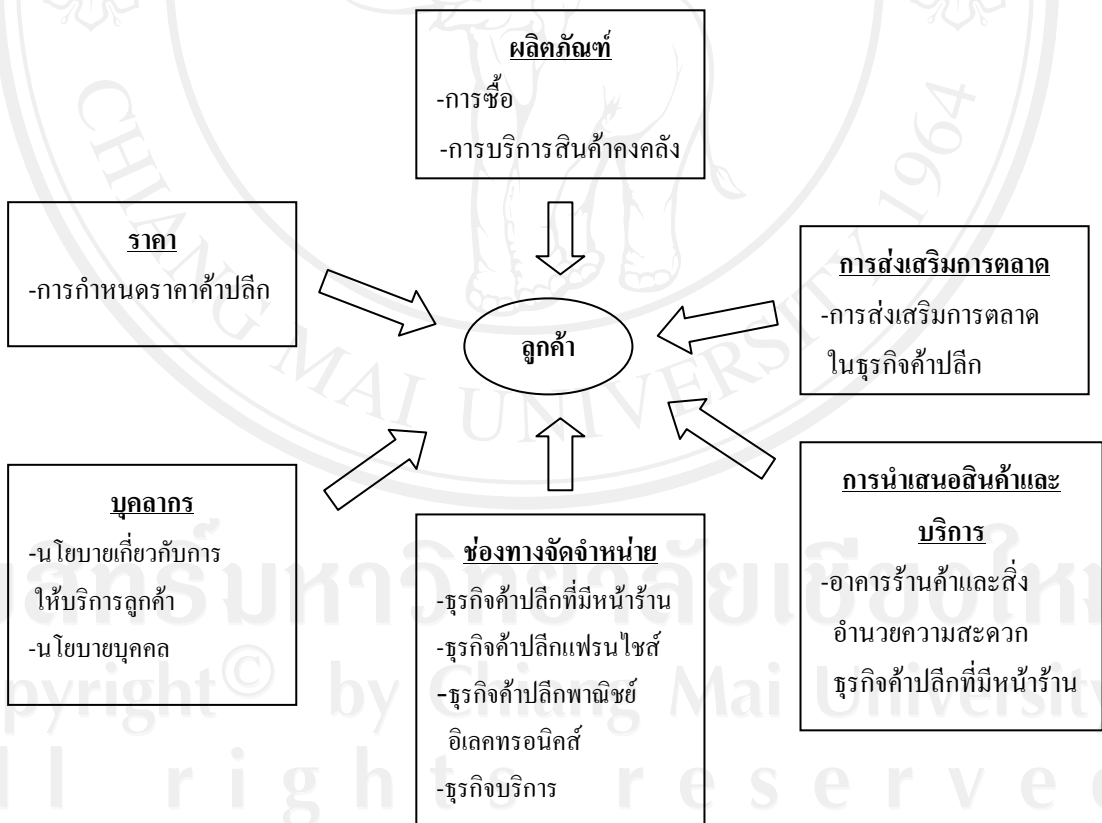 ผลิตภัณฑ์
-การซื้อ
-การบริการสินค้าคงคลัง
ราคา
-การกำหนดราคาค้าปลีก
การส่งเสริมการตลาด
-การส่งเสริมการตลาด
ในธุรกิจค้าปลีก
ลูกค้า
บุคลากร
-นโยบายเกี่ยวกับการ
ให้บริการลูกค้า
-นโยบายบุคคล
ช่องทางจัดจำหน่าย
-ธุรกิจค้าปลีกที่มีหน้าร้าน
-ธุรกิจค้าปลีกแฟรนไชส์
-ธุรกิจค้าปลีกพาณิชย์
อิเลคทรอนิคส์
-ธุรกิจบริการ
การนำเสนอสินค้าและ
บริการ
-อาคารร้านค้าและสิ่ง
อำนวยความสะดวก
ธุรกิจค้าปลีกที่มีหน้าร้าน
CHIANG MAI UNIVERSITY 1964
by Chiang Mai University
rights reserve